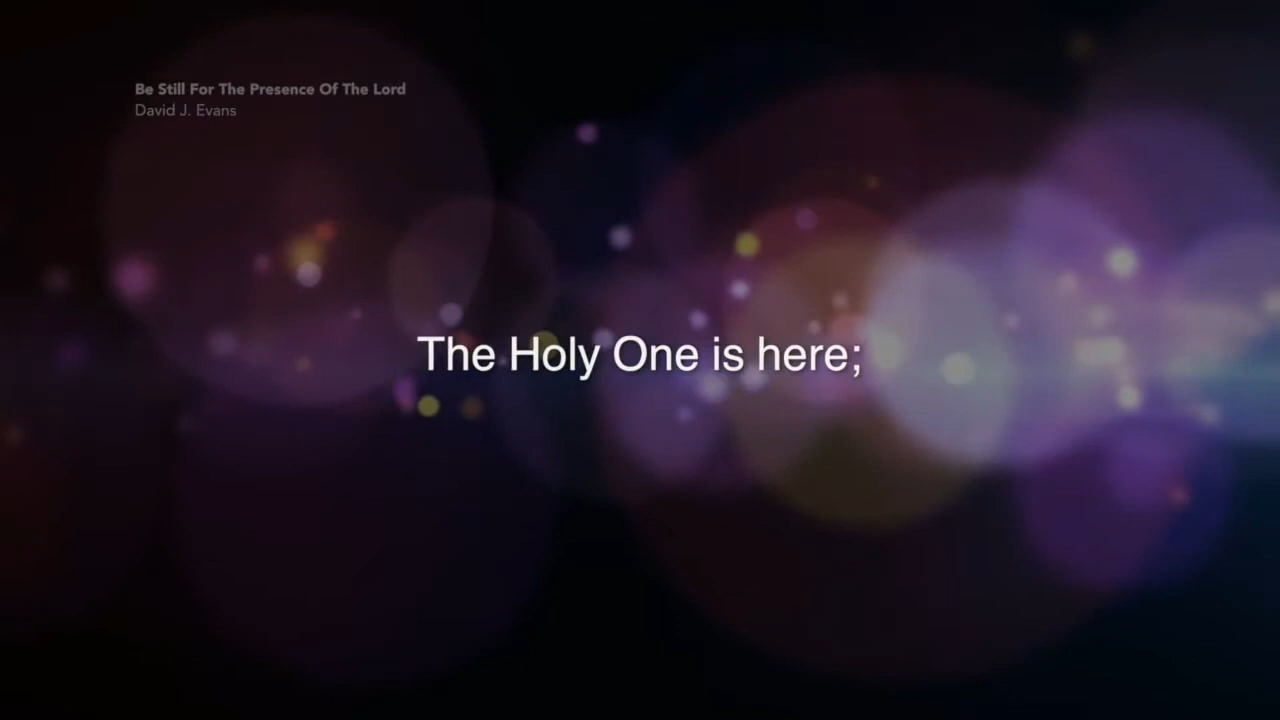 Be Still For The Presence Of The Lord
David J. Evans
The Holy One is here;